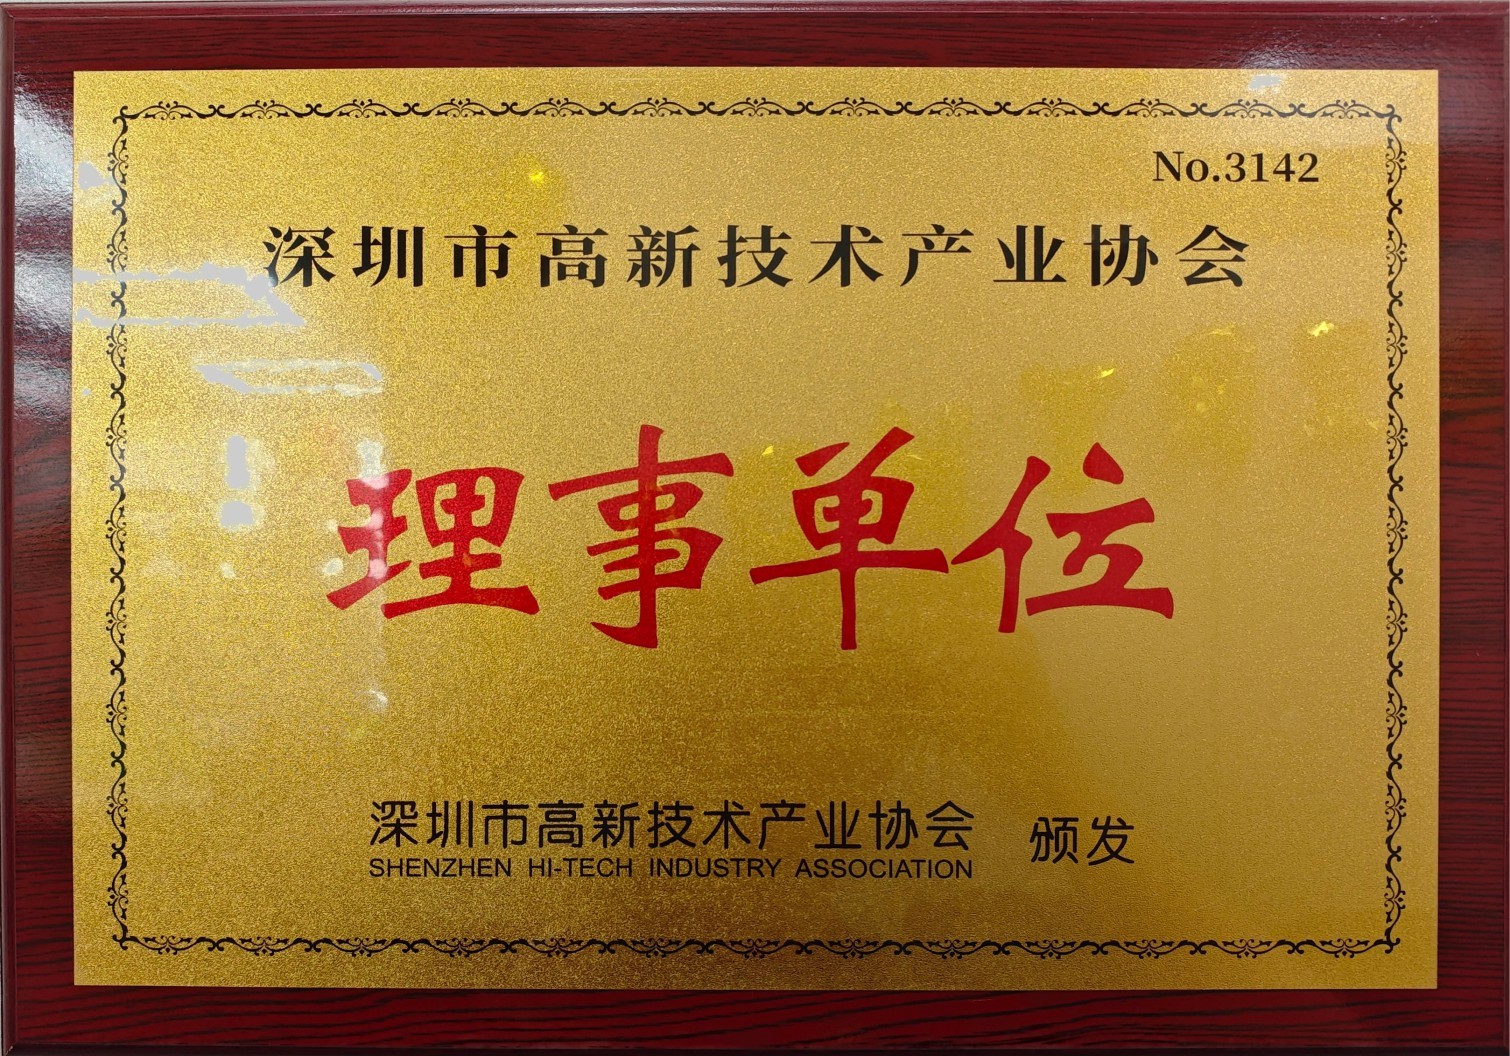 No.3142
深圳市高新技术产业协会
理事单位
深圳市高新技术产业协会 颁发
SHENZHEN HI-TECH INDUSTRY ASSOCIATION